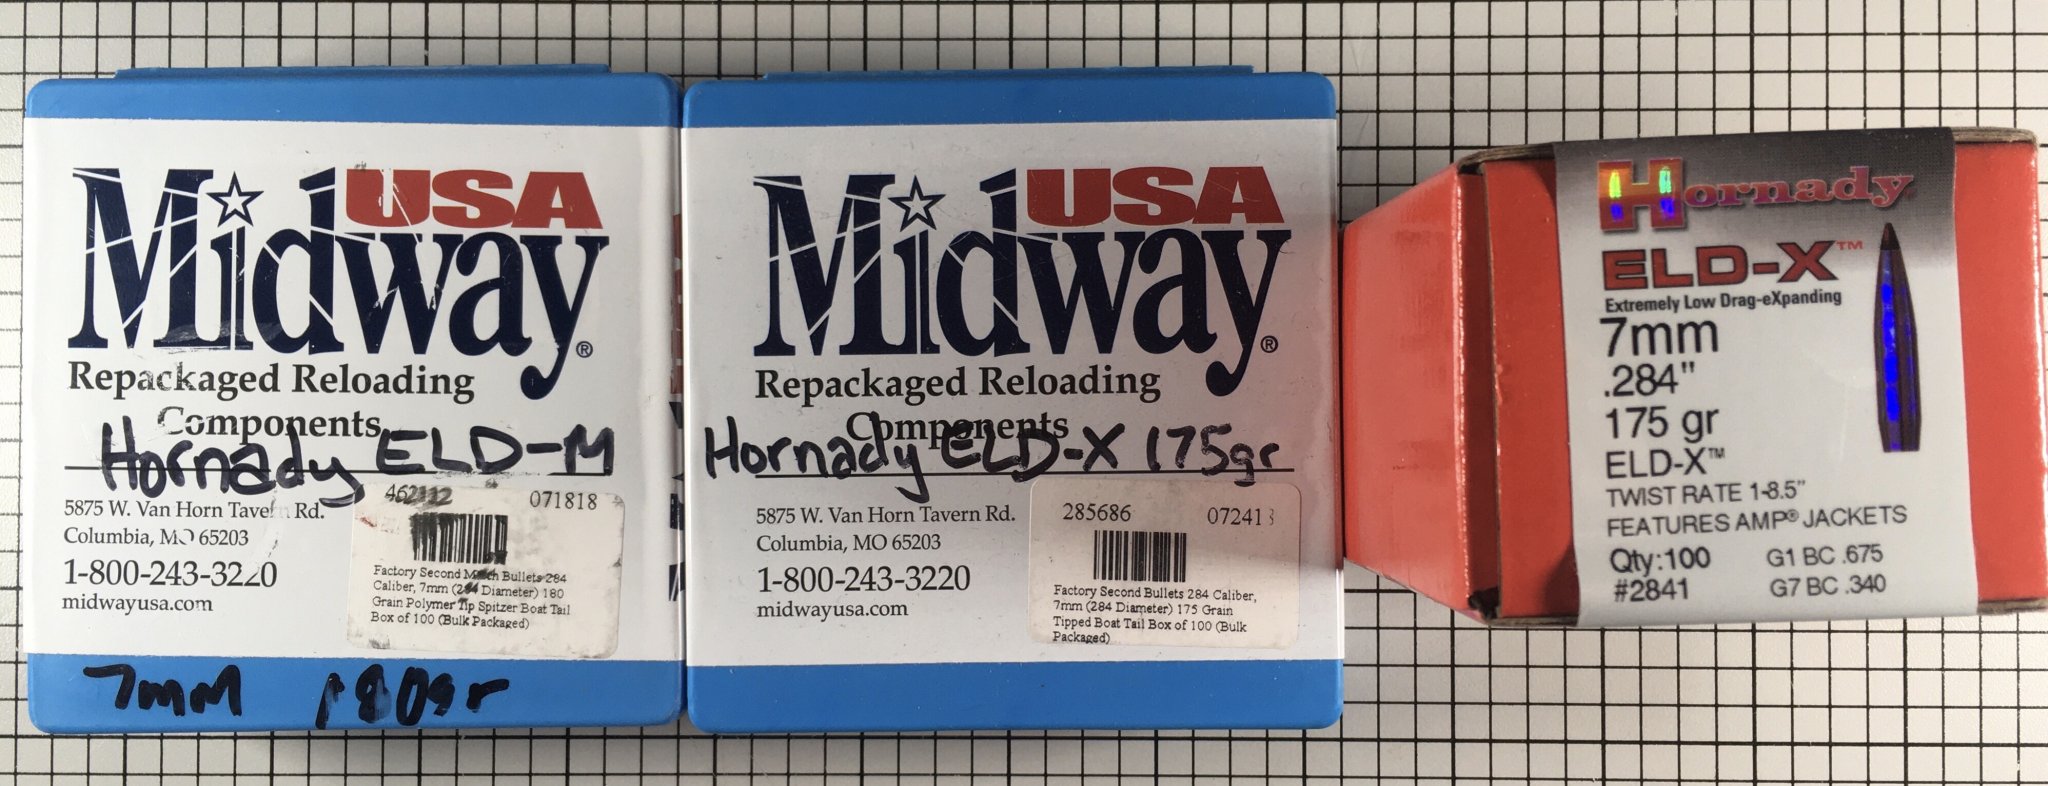 Midway USA®
Repackaged Reloading
Components
Hornady ELD-M
5875 W. Van Horn Tavern Rd.
Columbia, MO 65203
1-800-243-3220
midwayusa.com
071818
Factory Second Match Bullets 284
Caliber, 7mm (284 Diameter) 180
Grain Polymer Tip Spitzer Boat Tail
Box of 100 (Bulk Packaged)
7mm 180gr
Midway USA®
Repackaged Reloading
Components
Hornady ELD-X 175gr
5875 W. Van Horn Tavern Rd.
Columbia, MO 65203
1-800-243-3220
midwayusa.com
285686
Factory Second Bullets 284 Caliber,
7mm (284 Diameter) 175 Grain
Tipped Boat Tail Box of 100 (Bulk
Packaged)
Hornady
ELD-X™
Extremely Low Drag-eXpanding
7mm
.284"
175 gr
ELD-X™
TWIST RATE 1-8.5"
FEATURES AMP® JACKETS
Qty:100 G1 BC .675
#2841 G7 BC .340